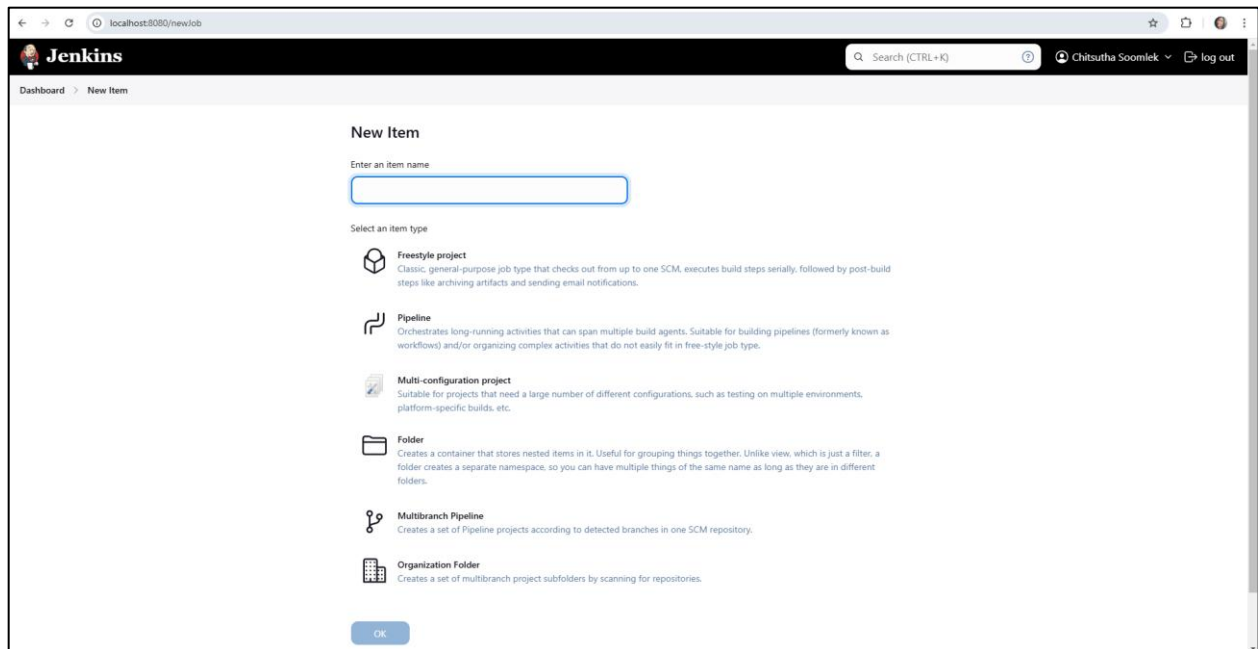 localhost:8080/newJob
Jenkins
Search (CTRL+K)
Chitsutha Soomlek
log out
Dashboard > New Item
New Item
Enter an item name
Select an item type
Freestyle project
Classic, general-purpose job type that checks out from up to one SCM, executes build steps serially, followed by post-build
steps like archiving artifacts and sending email notifications.
Pipeline
Orchestrates long-running activities that can span multiple build agents. Suitable for building pipelines (formerly known as
workflows) and/or organizing complex activities that do not easily fit in free-style job type.
Multi-configuration project
Suitable for projects that need a large number of different configurations, such as testing on multiple environments,
platform-specific builds, etc.
Folder
Creates a container that stores nested items in it. Useful for grouping things together. Unlike view, which is just a filter, a
folder creates a separate namespace, so you can have multiple things of the same name as long as they are in different
folders.
Multibranch Pipeline
Creates a set of Pipeline projects according to detected branches in one SCM repository.
Organization Folder
Creates a set of multibranch project subfolders by scanning for repositories.
OK